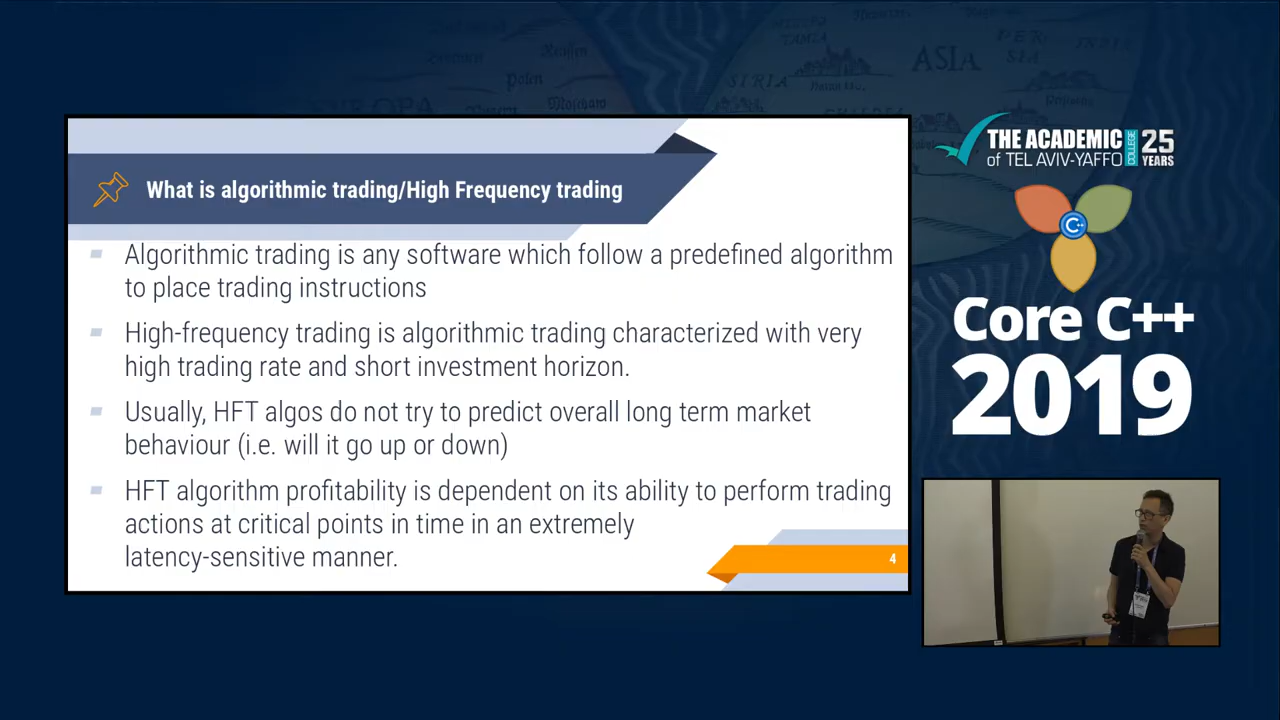 What is algorithmic trading/High Frequency trading
Algorithmic trading is any software which follow a predefined algorithm
to place trading instructions
High-frequency trading is algorithmic trading characterized with very
high trading rate and short investment horizon.
Usually, HFT algos do not try to predict overall long term market
behaviour (i.e. will it go up or down)
HFT algorithm profitability is dependent on its ability to perform trading
actions at critical points in time in an extremely
latency-sensitive manner.
4
THE ACADEMIC
of TEL AVIV-YAFFO
COLLEGE
25
YEARS
C++
Core C++
2019
EUROPA
SYRIA
ASIA
INDIA